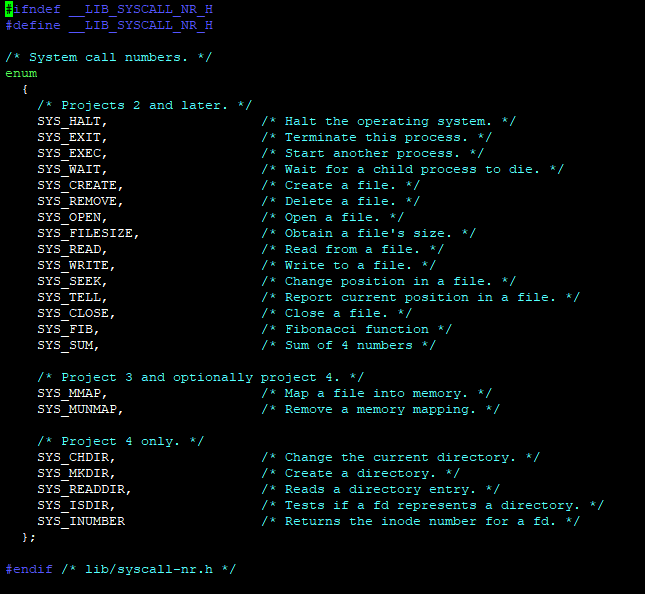 #ifndef __LIB_SYSCALL_NR_H
#define __LIB_SYSCALL_NR_H

/* System call numbers. */
enum
  {
    /* Projects 2 and later. */
    SYS_HALT,                   /* Halt the operating system. */
    SYS_EXIT,                   /* Terminate this process. */
    SYS_EXEC,                   /* Start another process. */
    SYS_WAIT,                   /* Wait for a child process to die. */
    SYS_CREATE,                 /* Create a file. */
    SYS_REMOVE,                 /* Delete a file. */
    SYS_OPEN,                   /* Open a file. */
    SYS_FILESIZE,               /* Obtain a file's size. */
    SYS_READ,                   /* Read from a file. */
    SYS_WRITE,                  /* Write to a file. */
    SYS_SEEK,                   /* Change position in a file. */
    SYS_TELL,                   /* Report current position in a file. */
    SYS_CLOSE,                  /* Close a file. */
    SYS_FIB,                    /* Fibonacci function */
    SYS_SUM,                    /* Sum of 4 numbers */

    /* Project 3 and optionally project 4. */
    SYS_MMAP,                   /* Map a file into memory. */
    SYS_MUNMAP,                 /* Remove a memory mapping. */

    /* Project 4 only. */
    SYS_CHDIR,                  /* Change the current directory. */
    SYS_MKDIR,                  /* Create a directory. */
    SYS_READDIR,                /* Reads a directory entry. */
    SYS_ISDIR,                  /* Tests if a fd represents a directory. */
    SYS_INUMBER                 /* Returns the inode number for a fd. */
  };

#endif /* lib/syscall-nr.h */